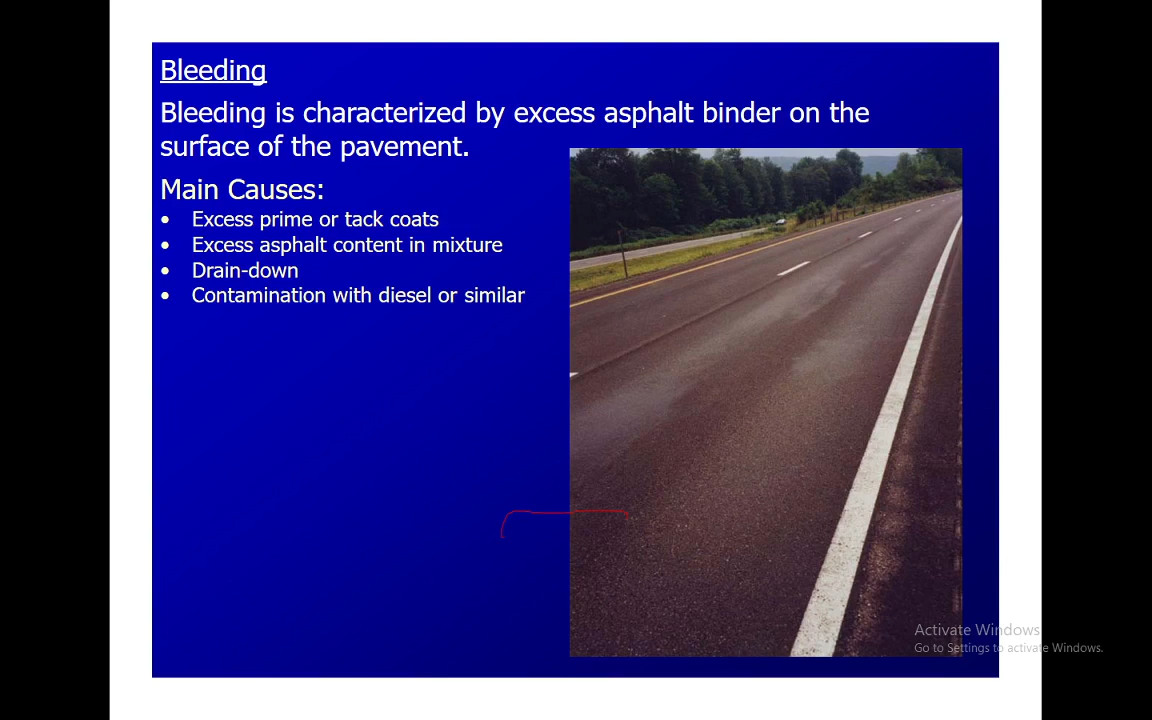 Bleeding
Bleeding is characterized by excess asphalt binder on the
surface of the pavement.
Main Causes:
• Excess prime or tack coats
• Excess asphalt content in mixture
• Drain-down
• Contamination with diesel or similar
Activate Windows
Go to Settings to activate Windows.